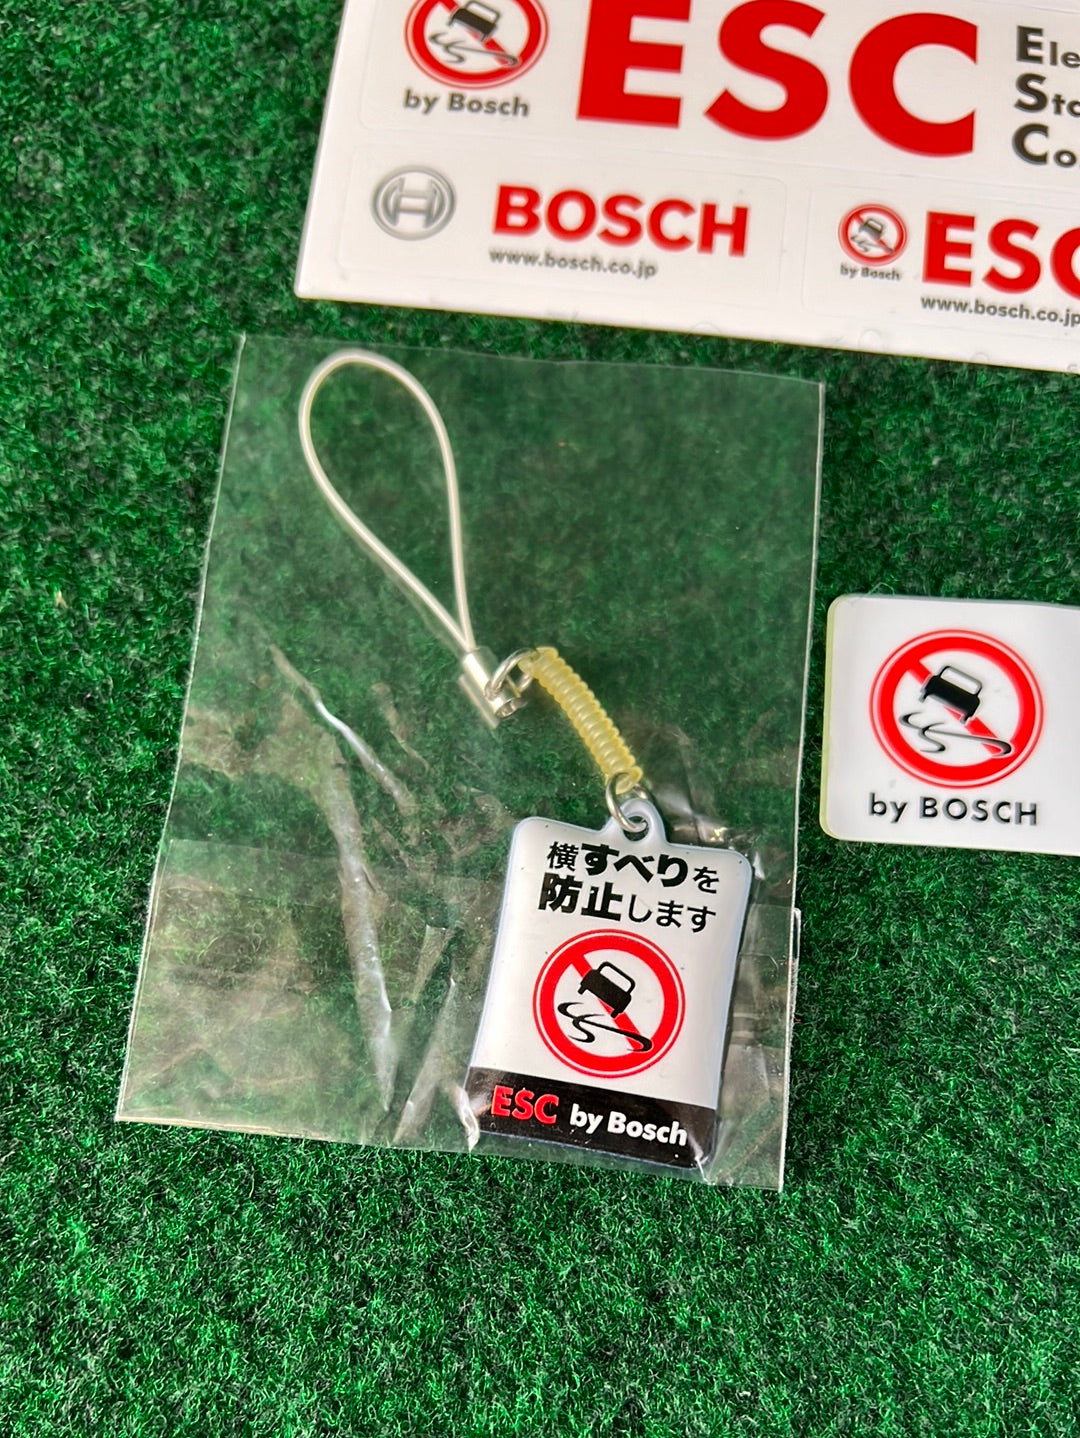 by Bosch
ESC
Ele
Sta
Co
BOSCH
www.bosch.co.jp
by Bosch
ESC
www.bosch.co.jp
横すべりを
防止します
ESC by Bosch
by BOSCH